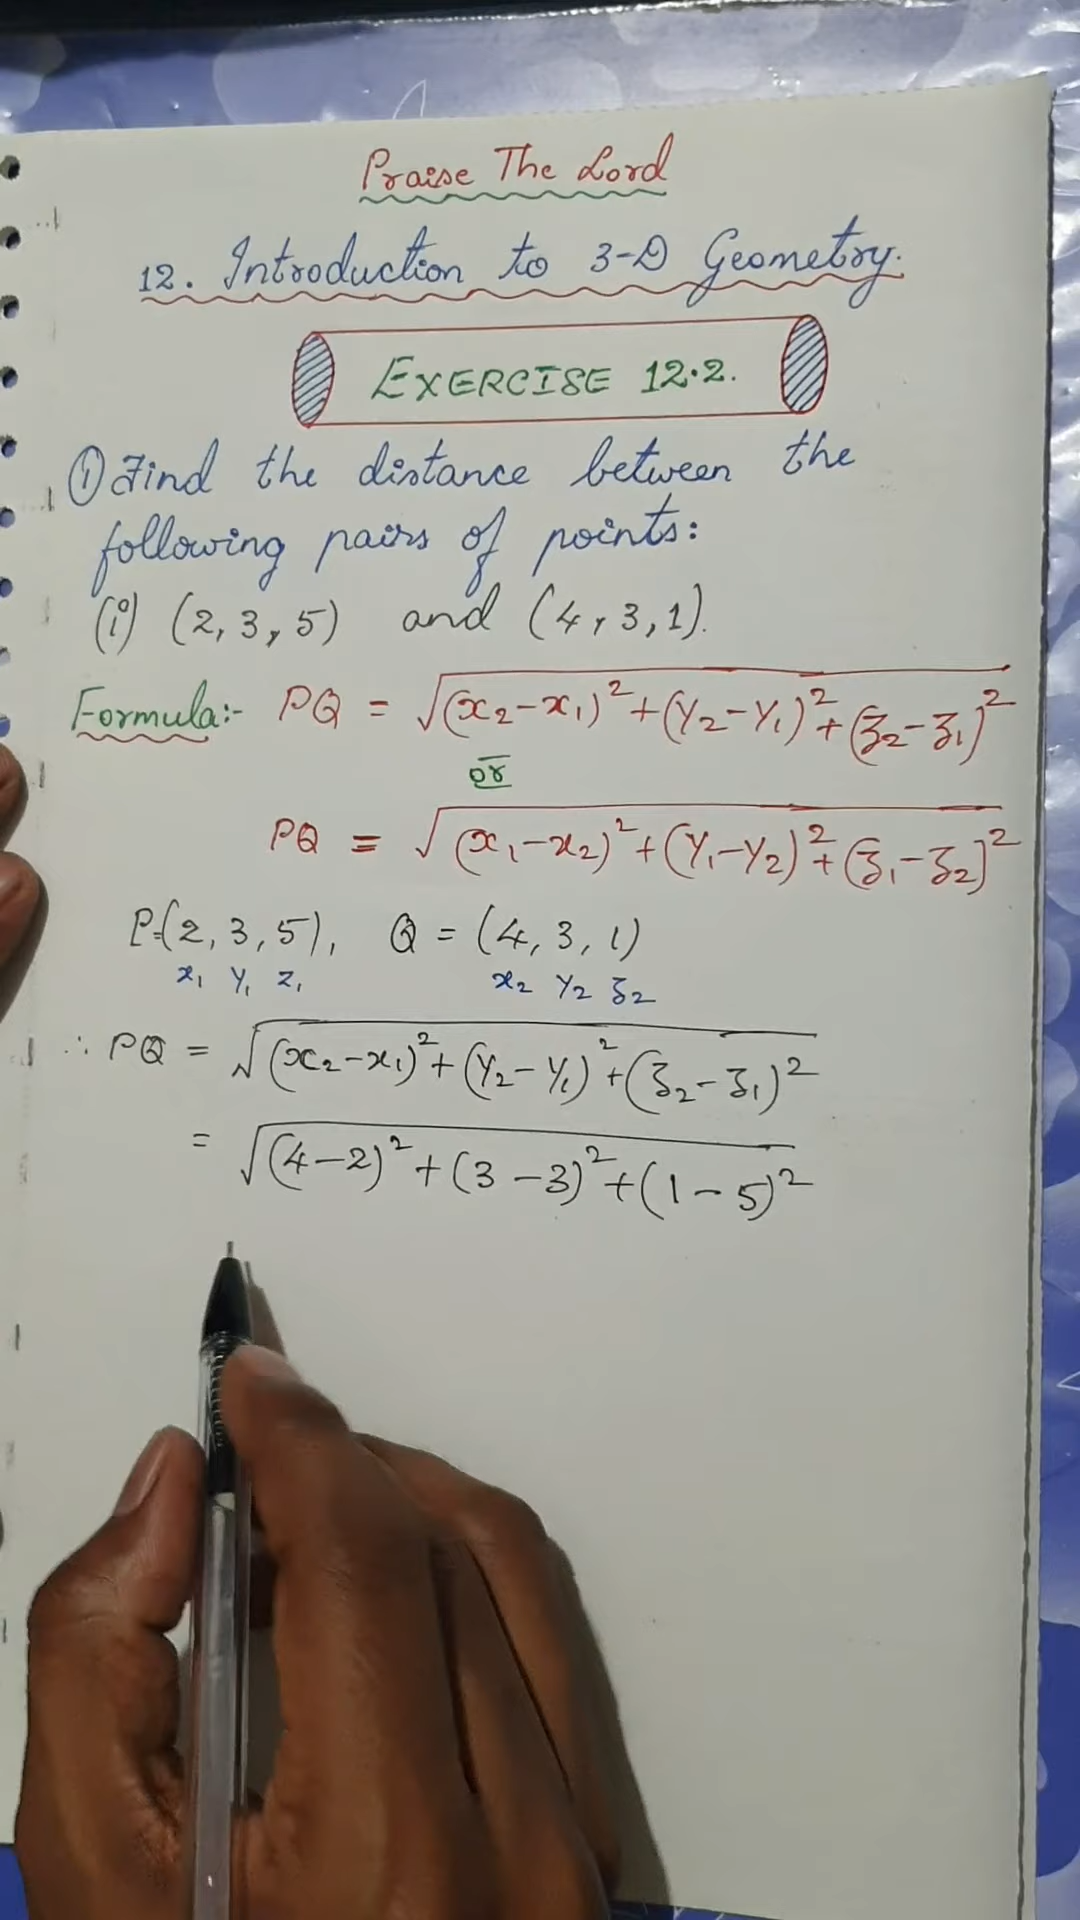 Praise The Lord
12. Introduction to 3-D Geometry.
EXERCISE 12.2.
① Find the distance between the
following pairs of points:
(i) (2, 3, 5) and (4, 3, 1).
Formula:- PQ = √(x₂-x₁)²+(y₂-y₁)²+(z₂-z₁)²
or
PQ = √(x₁-x₂)²+(y₁-y₂)²+(z₁-z₂)²
P=(2, 3, 5), Q = (4, 3, 1)
x₁ y₁ z₁ x₂ y₂ z₂
∴ PQ = √(x₂-x₁)²+(y₂-y₁)²+(z₂-z₁)²
= √(4-2)²+(3-3)²+(1-5)²